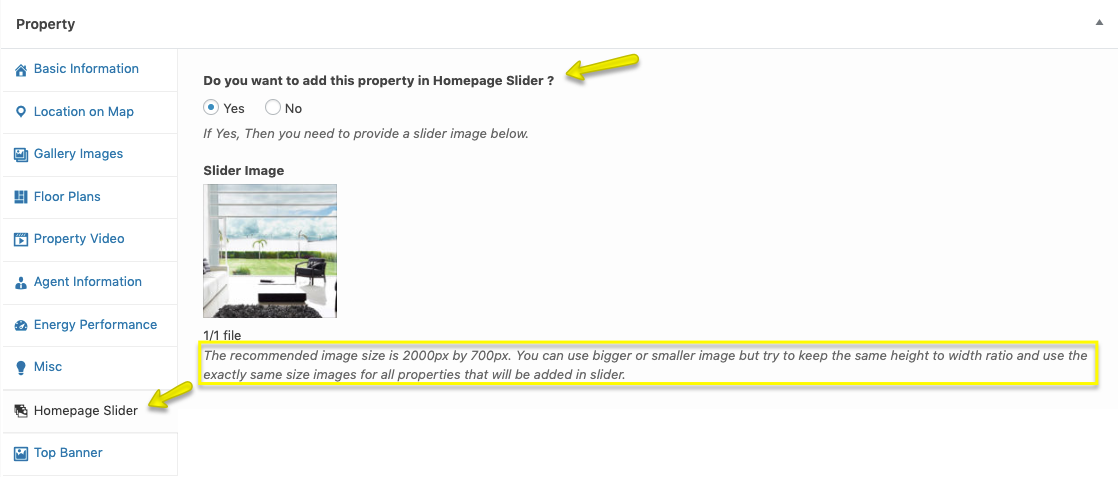 Property
Basic Information
Location on Map
Gallery Images
Floor Plans
Property Video
Agent Information
Energy Performance
Misc
Homepage Slider
Top Banner
Do you want to add this property in Homepage Slider ?
Yes No
If Yes, Then you need to provide a slider image below.
Slider Image
1/1 file
The recommended image size is 2000px by 700px. You can use bigger or smaller image but try to keep the same height to width ratio and use the
exactly same size images for all properties that will be added in slider.